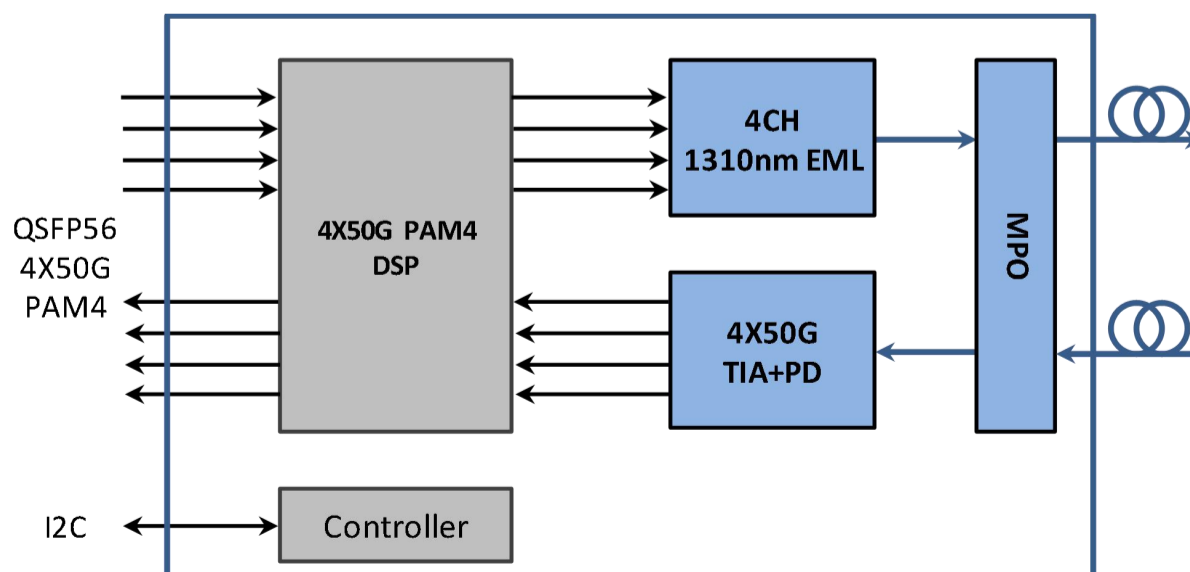 QSFP56
4X50G
PAM4
4X50G PAM4
DSP
4CH
1310nm EML
4X50G
TIA+PD
MPO
I2C
Controller